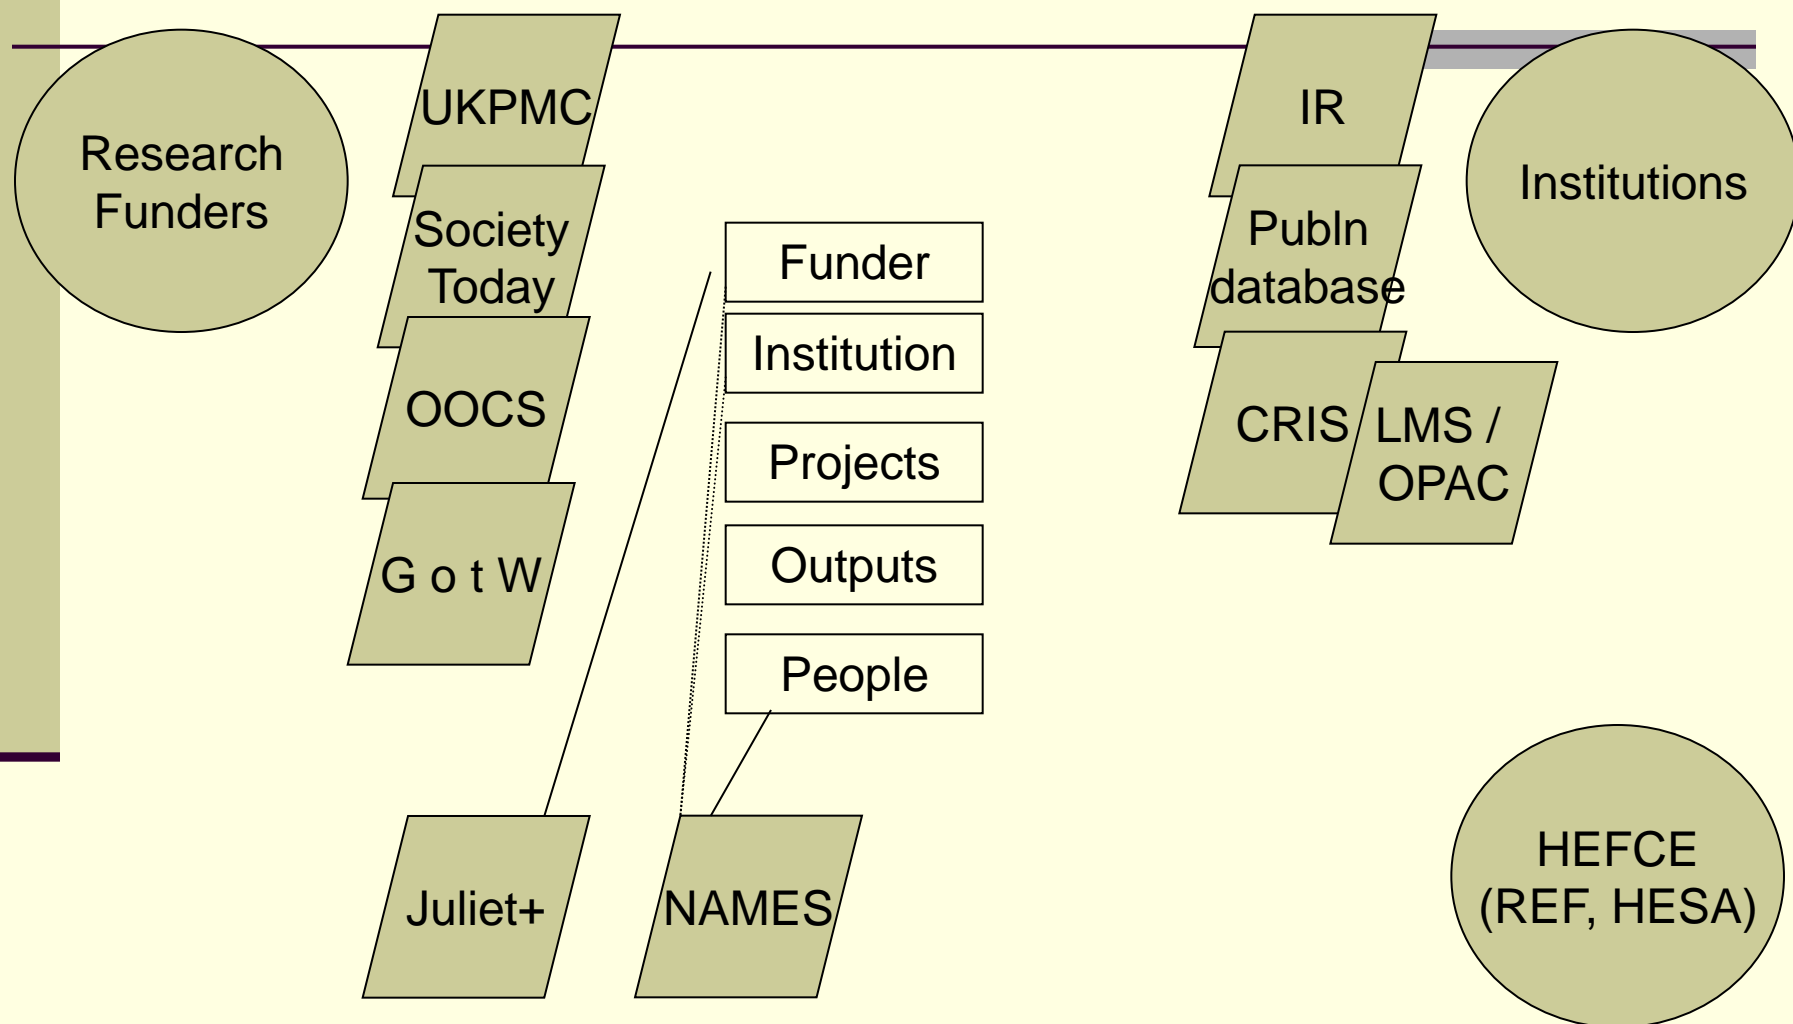 Research
Funders
UKPMC
Society
Today
OOCS
G o t W
Funder
Institution
Projects
Outputs
People
IR
Publn
database
CRIS
LMS /
OPAC
Institutions
Juliet+
NAMES
HEFCE
(REF, HESA)